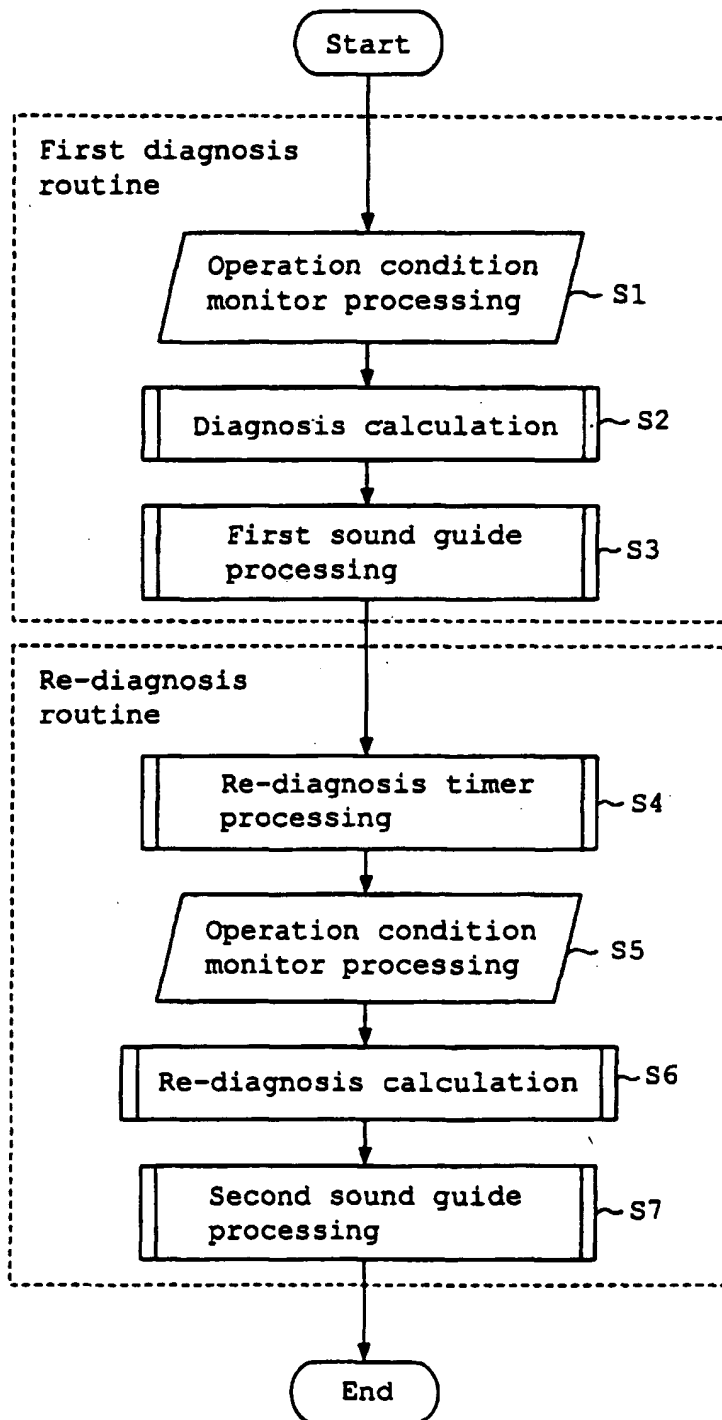 Start
First diagnosis
routine
Operation condition
monitor processing
S1
Diagnosis calculation
S2
First sound guide
processing
S3
Re-diagnosis
routine
Re-diagnosis timer
processing
S4
Operation condition
monitor processing
S5
Re-diagnosis calculation
S6
Second sound guide
processing
S7
End